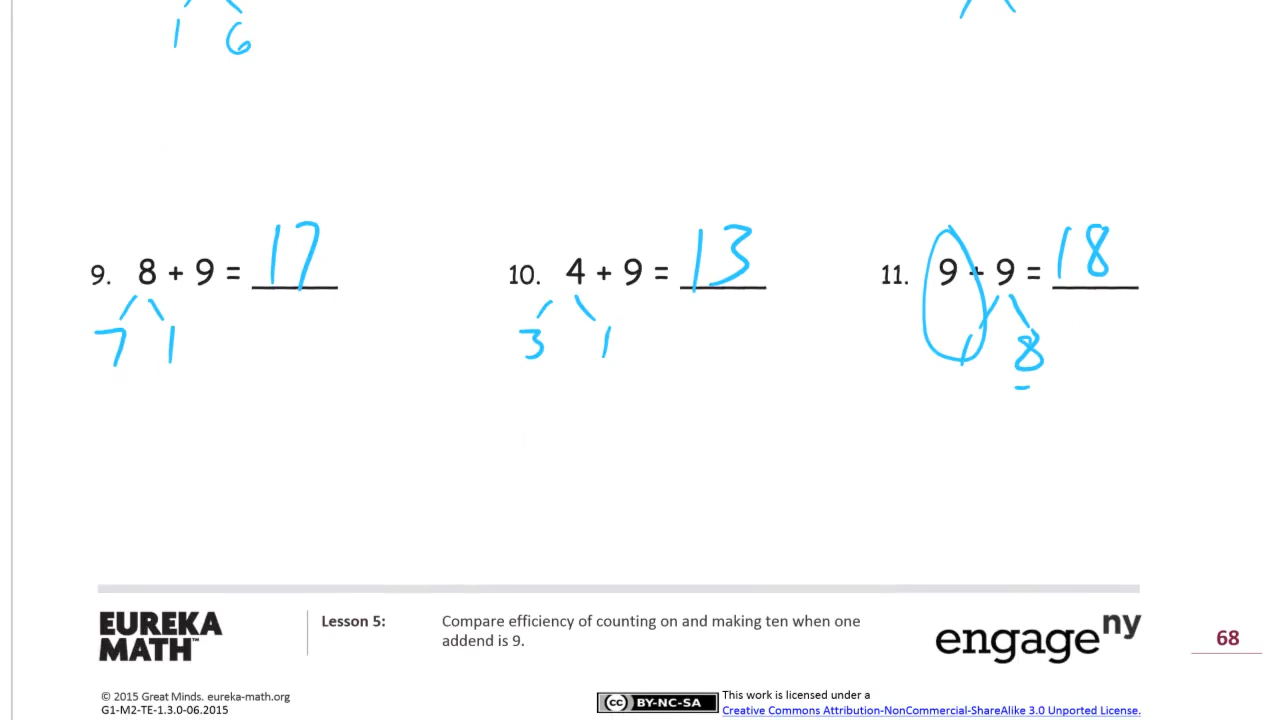 1 6
9. 8 + 9 = 17
7 1
10. 4 + 9 = 13
3 1
11. 9 + 9 = 18
1 8
EUREKA MATH™
Lesson 5:
Compare efficiency of counting on and making ten when one
addend is 9.
engage ny
68
© 2015 Great Minds. eureka-math.org
G1-M2-TE-1.3.0-06.2015
cc BY-NC-SA
This work is licensed under a
Creative Commons Attribution-NonCommercial-ShareAlike 3.0 Unported License.